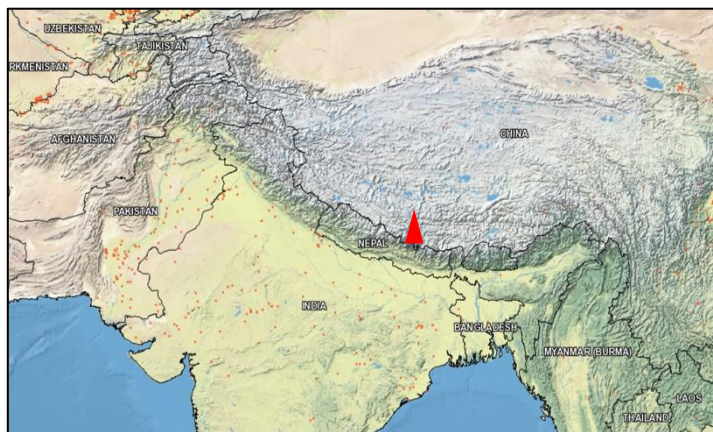 UZBEKISTAN
TAJIKISTAN
RKMENISTAN
AFGHANISTAN
CHINA
PAKISTAN
NEPAL
INDIA
BANGLADESH
MYANMAR (BURMA)
LAOS
THAILAND